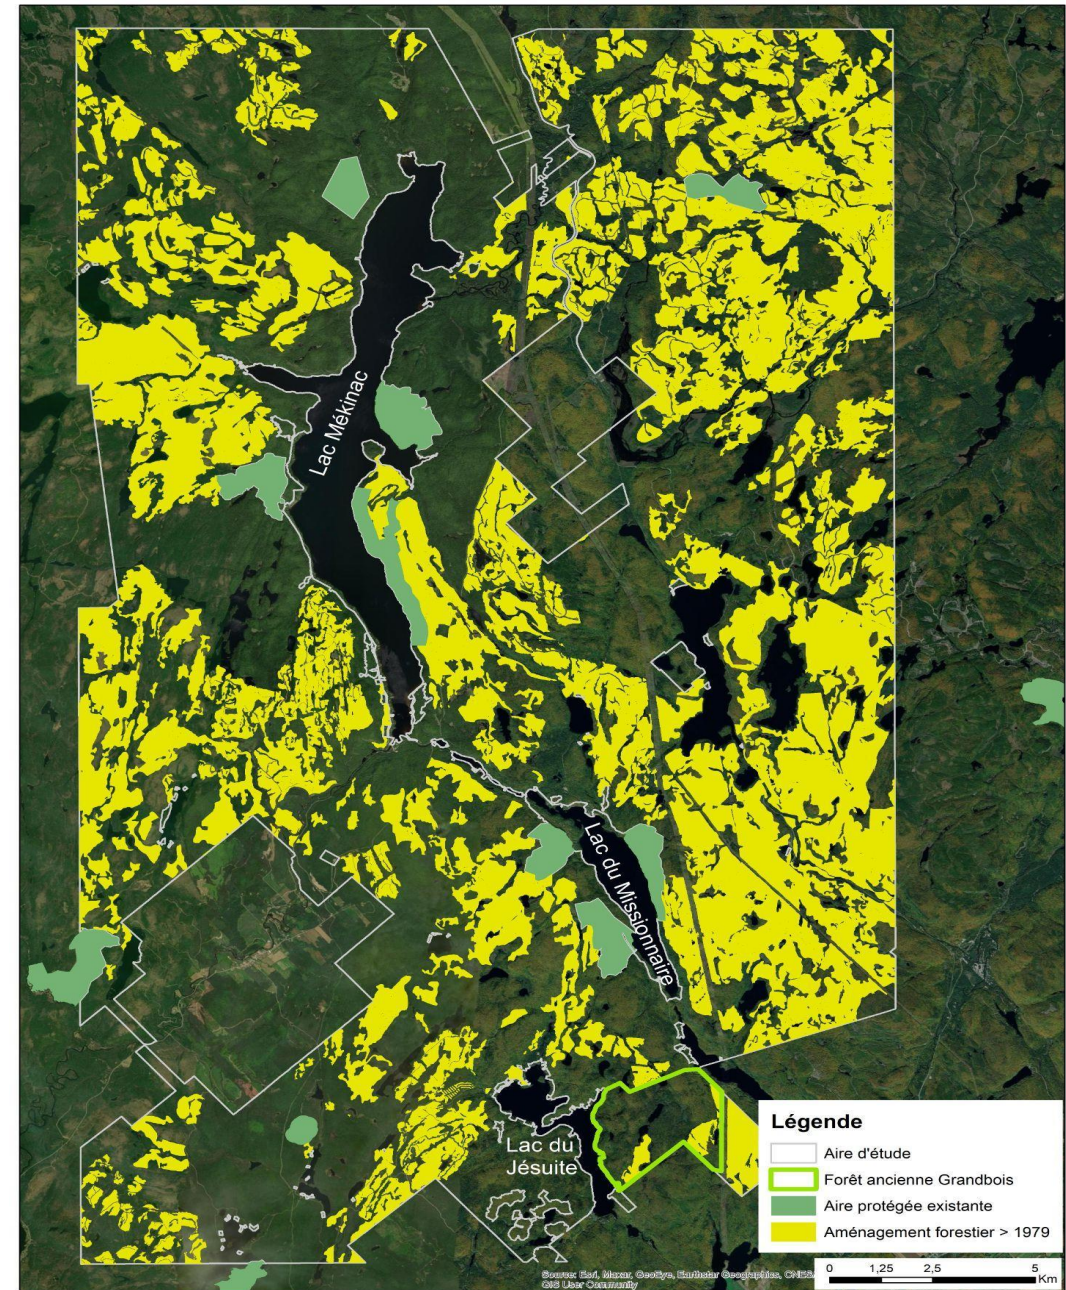 Lac Mékinac
Lac du Missionnaire
Lac du
Jésuite
Légende
Aire d'étude
Forêt ancienne Grandbois
Aire protégée existante
Aménagement forestier > 1979
Source: Esri, Maxar, GeoEye, Earthstar Geographics, CNES
GIS User Community
0 1,25 2,5 5
Km